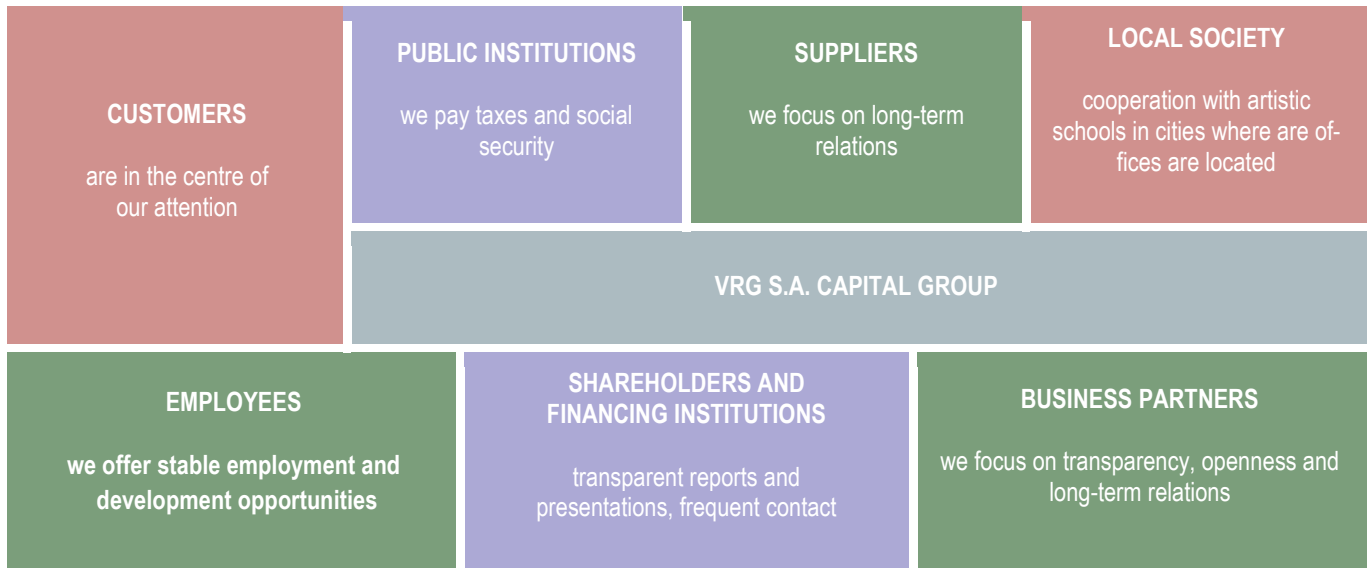 CUSTOMERS
are in the centre of
our attention
PUBLIC INSTITUTIONS
we pay taxes and social
security
SUPPLIERS
we focus on long-term
relations
LOCAL SOCIETY
cooperation with artistic
schools in cities where are of-
fices are located
VRG S.A. CAPITAL GROUP
EMPLOYEES
we offer stable employment and
development opportunities
SHAREHOLDERS AND
FINANCING INSTITUTIONS
transparent reports and
presentations, frequent contact
BUSINESS PARTNERS
we focus on transparency, openness and
long-term relations